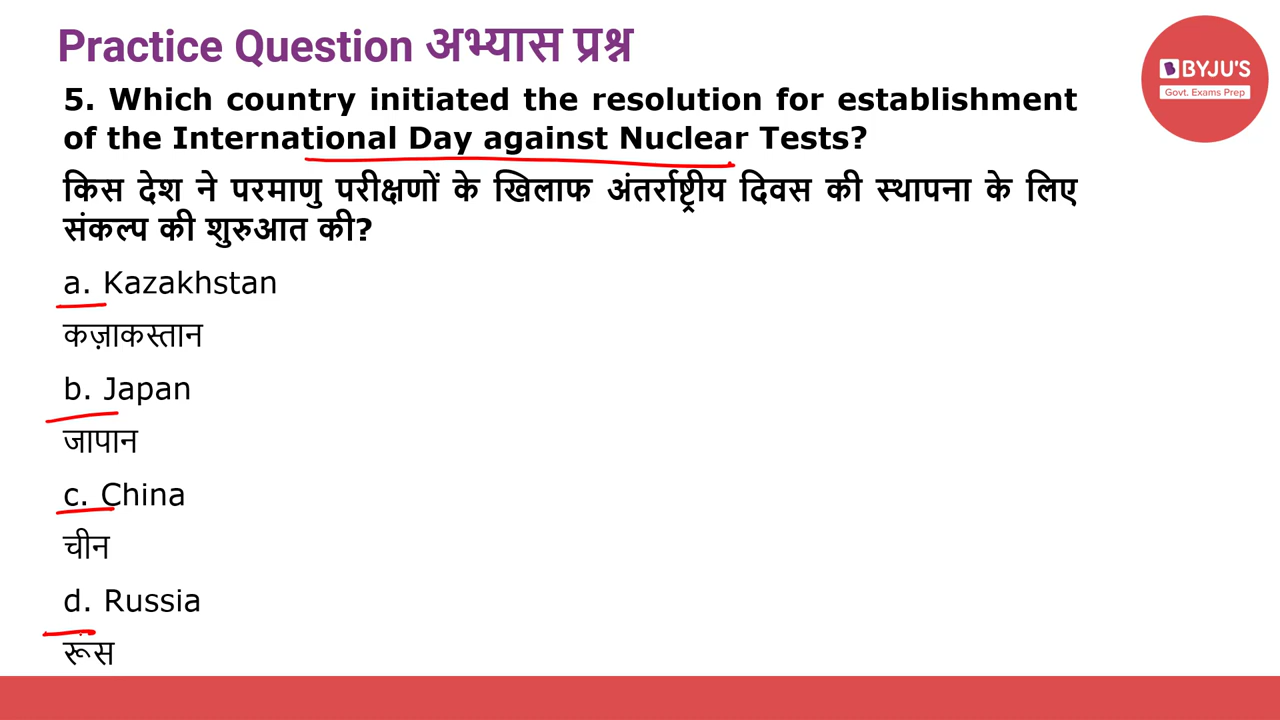 Practice Question अभ्यास प्रश्न
BYJU'S
Govt. Exams Prep
5. Which country initiated the resolution for establishment
of the International Day against Nuclear Tests?
किस देश ने परमाणु परीक्षणों के खिलाफ अंतर्राष्ट्रीय दिवस की स्थापना के लिए
संकल्प की शुरुआत की?
a. Kazakhstan
कज़ाकस्तान
b. Japan
जापान
c. China
चीन
d. Russia
रूस